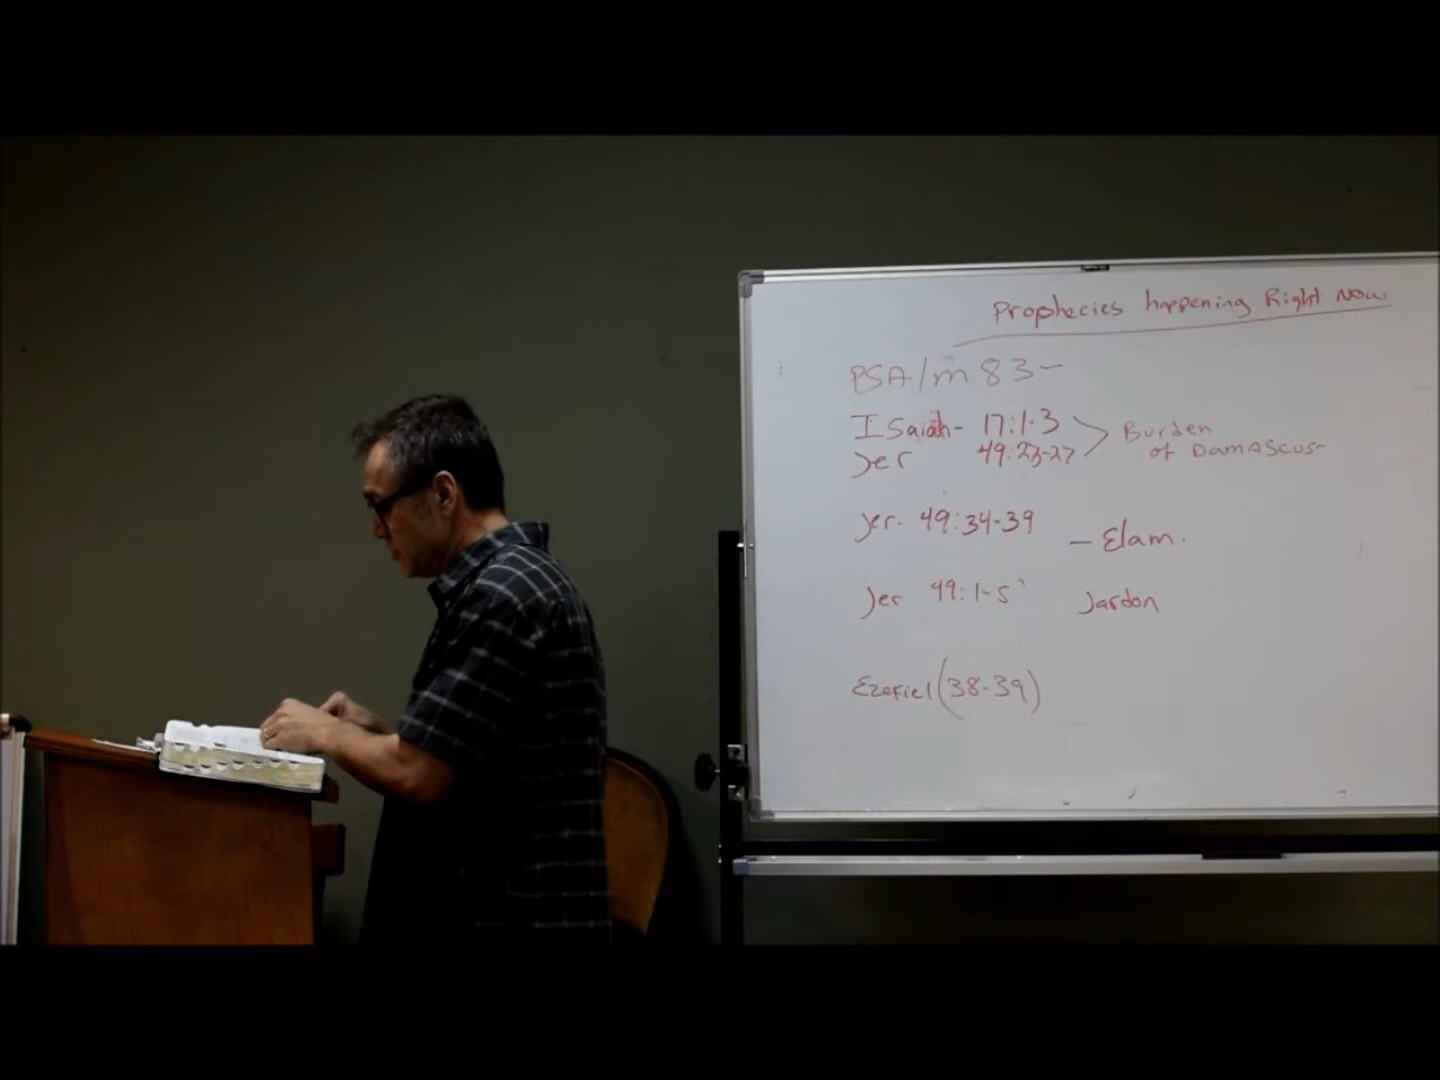 Prophecies happening Right Now
PSAlm 83-
ISaiah- 17:1-3
Jer 49:23-27
Burden
of DamAScus-
Jer. 49:34-39
- Elam.
Jer 49:1-5 Jardon
Ezekiel (38-39)